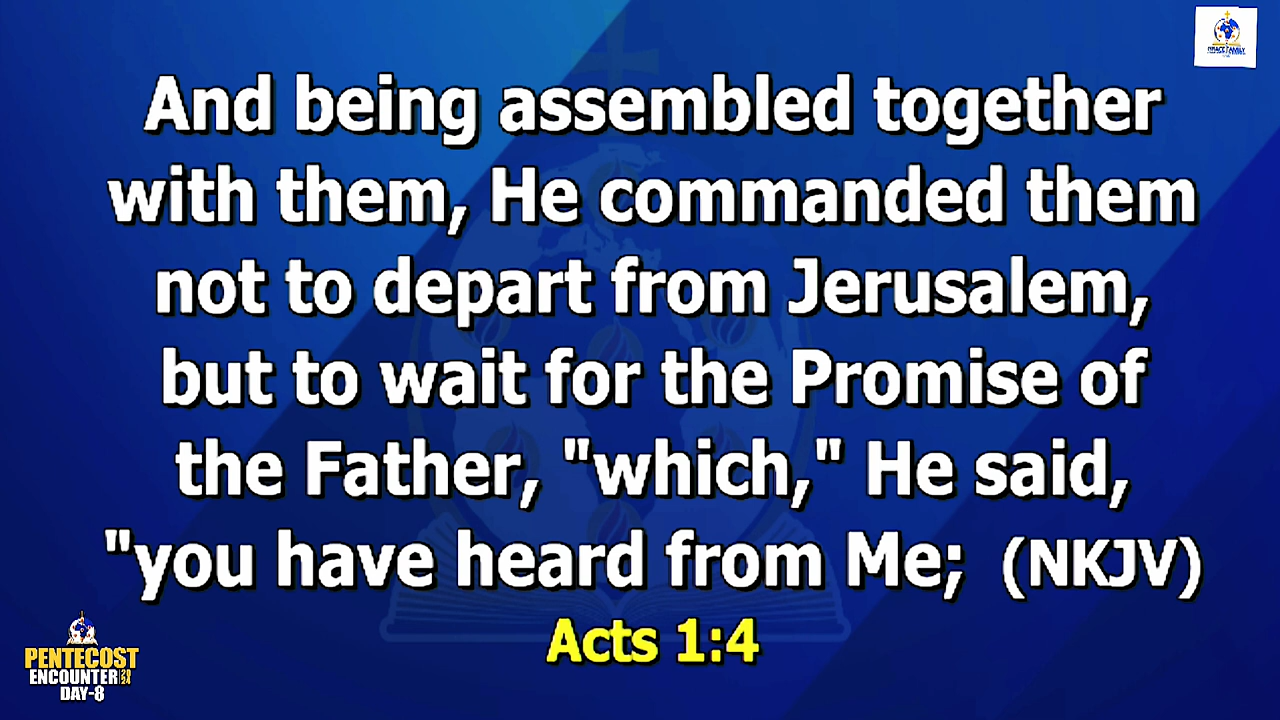 And being assembled together
with them, He commanded them
not to depart from Jerusalem,
but to wait for the Promise of
the Father, "which," He said,
"you have heard from Me; (NKJV)
Acts 1:4
PENTECOST
ENCOUNTER 2024
DAY-8